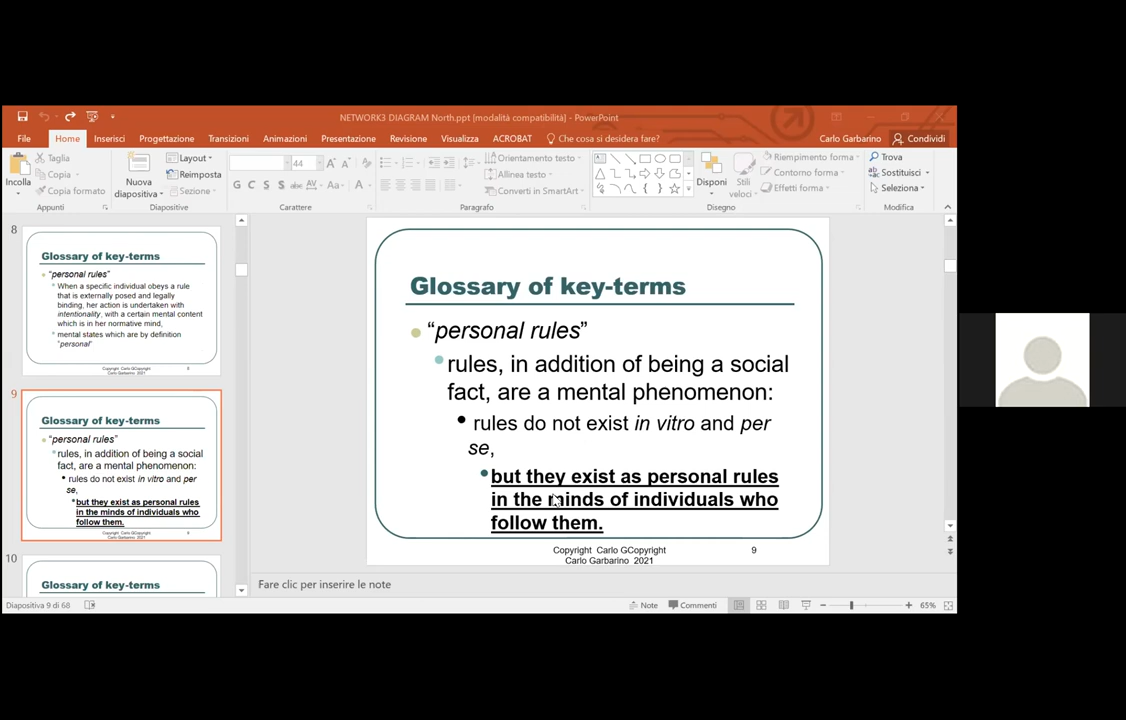 NETWORK3 DIAGRAM North.ppt [modalità compatibilità] - PowerPoint
File Home Inserisci Progettazione Transizioni Animazioni Presentazione Revisione Visualizza ACROBAT Che cosa si desidera fare? Carlo Garbarino Condividi
Taglia
Copia
Copia formato
Incolla
Appunti
Nuova
diapositiva
Layout
Reimposta
Sezione
Diapositive
44
G C S S abc AV Aa A
Carattere
Orientamento testo
Allinea testo
Converti in SmartArt
Paragrafo
Disponi
Stili
veloci
Riempimento forma
Contorno forma
Effetti forma
Disegno
Trova
Sostituisci
Seleziona
Modifica
8
Glossary of key-terms
"personal rules"
When a specific individual obeys a rule
that is externally posed and legally
binding, her action is undertaken with
intentionality, with a certain mental content
which is in her normative mind,
mental states which are by definition
"personal"
Copyright Carlo GCopyright
Carlo Garbarino 2021
8
9
Glossary of key-terms
"personal rules"
rules, in addition of being a social
fact, are a mental phenomenon:
rules do not exist in vitro and per
se,
but they exist as personal rules
in the minds of individuals who
follow them.
Copyright Carlo GCopyright
Carlo Garbarino 2021
9
10
Glossary of key-terms
Glossary of key-terms
"personal rules"
rules, in addition of being a social
fact, are a mental phenomenon:
rules do not exist in vitro and per
se,
but they exist as personal rules
in the minds of individuals who
follow them.
Copyright Carlo GCopyright
Carlo Garbarino 2021
9
Fare clic per inserire le note
Diapositiva 9 di 68 Note Commenti 65%